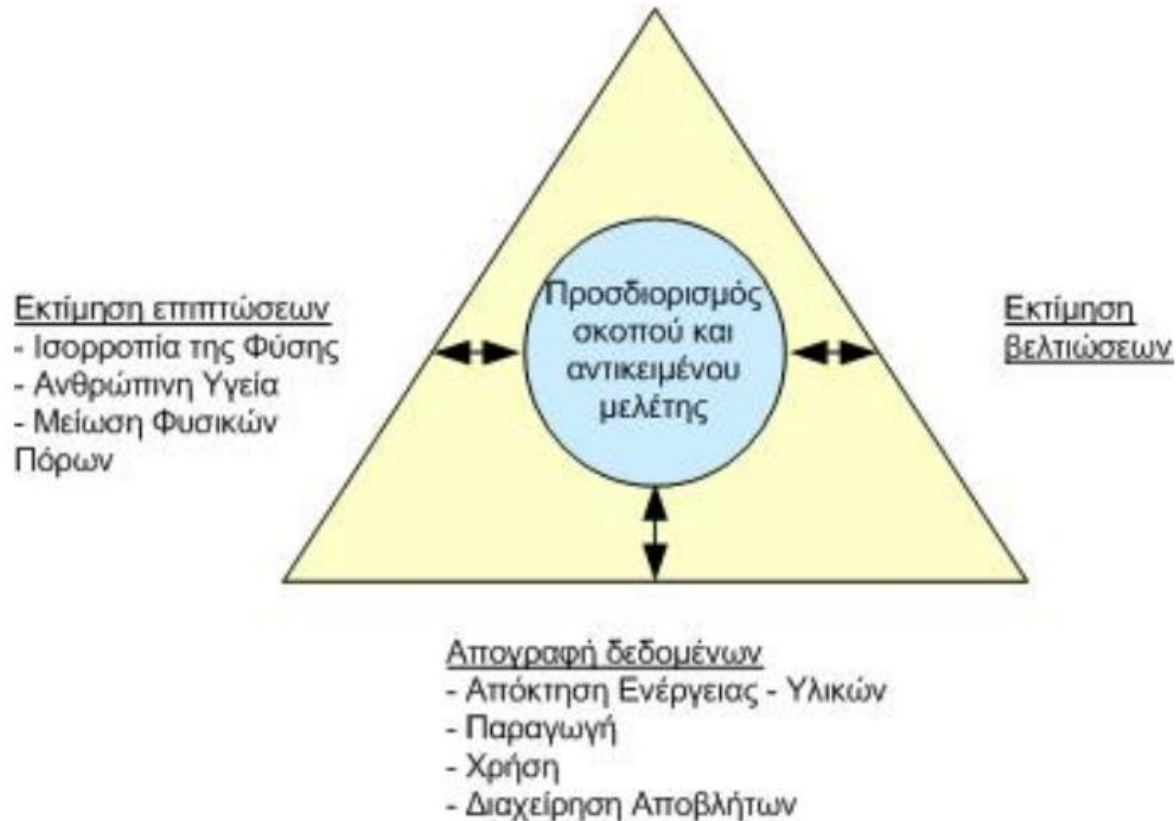 Προσδιορισμός
σκοπού και
αντικειμένου
μελέτης
Εκτίμηση επιπτώσεων
- Ισορροπία της Φύσης
- Ανθρώπινη Υγεία
- Μείωση Φυσικών
Πόρων
Εκτίμηση
βελτιώσεων
Απογραφή δεδομένων
- Απόκτηση Ενέργειας - Υλικών
- Παραγωγή
- Χρήση
- Διαχείρηση Αποβλήτων